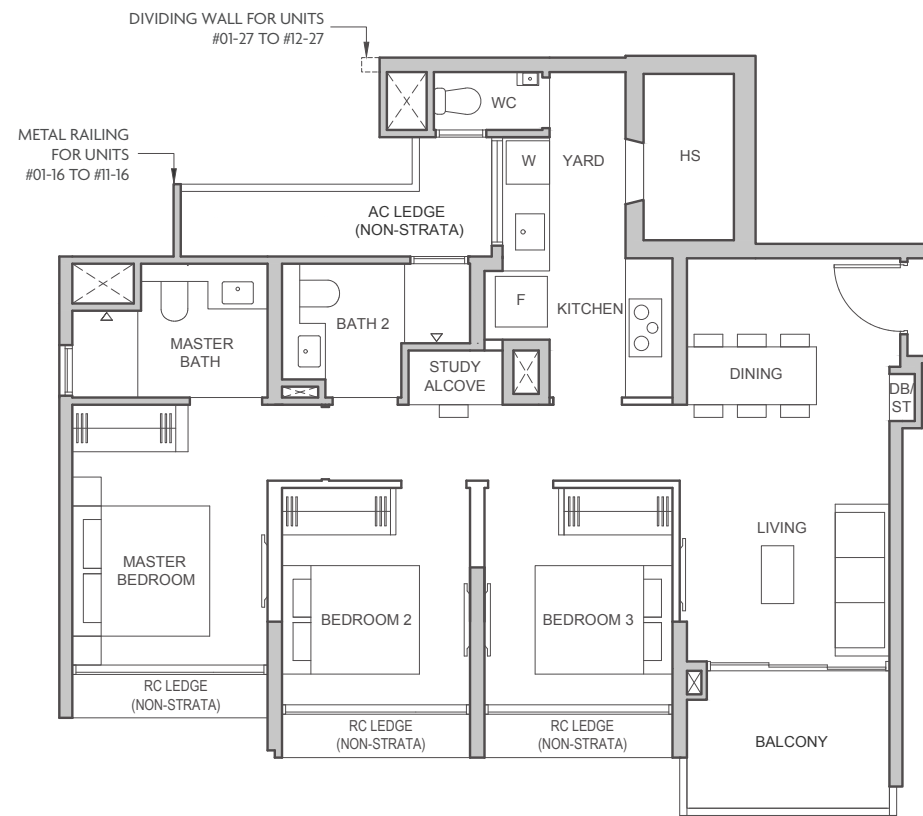 DIVIDING WALL FOR UNITS
#01-27 TO #12-27
METAL RAILING
FOR UNITS
#01-16 TO #11-16
WC
W
YARD
HS
AC LEDGE
(NON-STRATA)
F
KITCHEN
BATH 2
MASTER
BATH
STUDY
ALCOVE
DINING
DB/
ST
LIVING
MASTER
BEDROOM
BEDROOM 2
BEDROOM 3
RC LEDGE
(NON-STRATA)
RC LEDGE
(NON-STRATA)
RC LEDGE
(NON-STRATA)
BALCONY